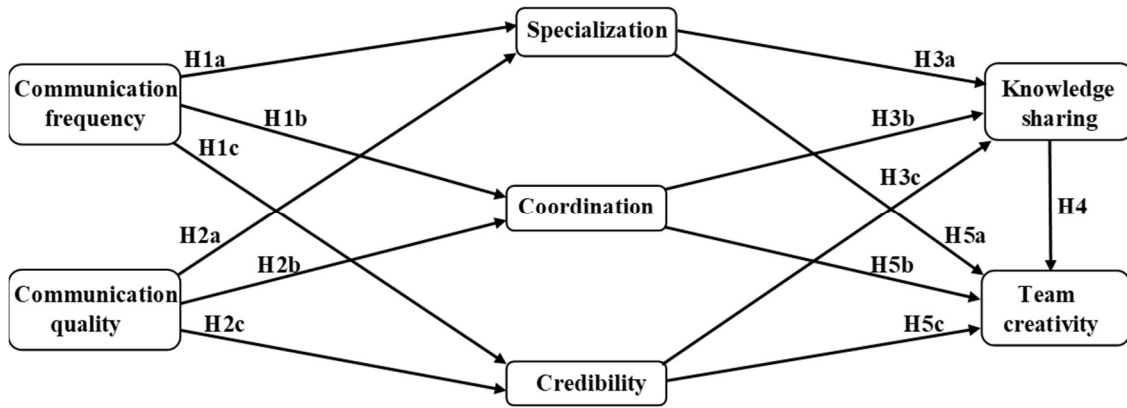 Specialization
H1a
H3a
Communication
frequency
Knowledge
sharing
H1b
H3b
H1c
H3c
Coordination
H4
H2a
H5a
H2b
H5b
Communication
quality
Team
creativity
H2c
H5c
Credibility